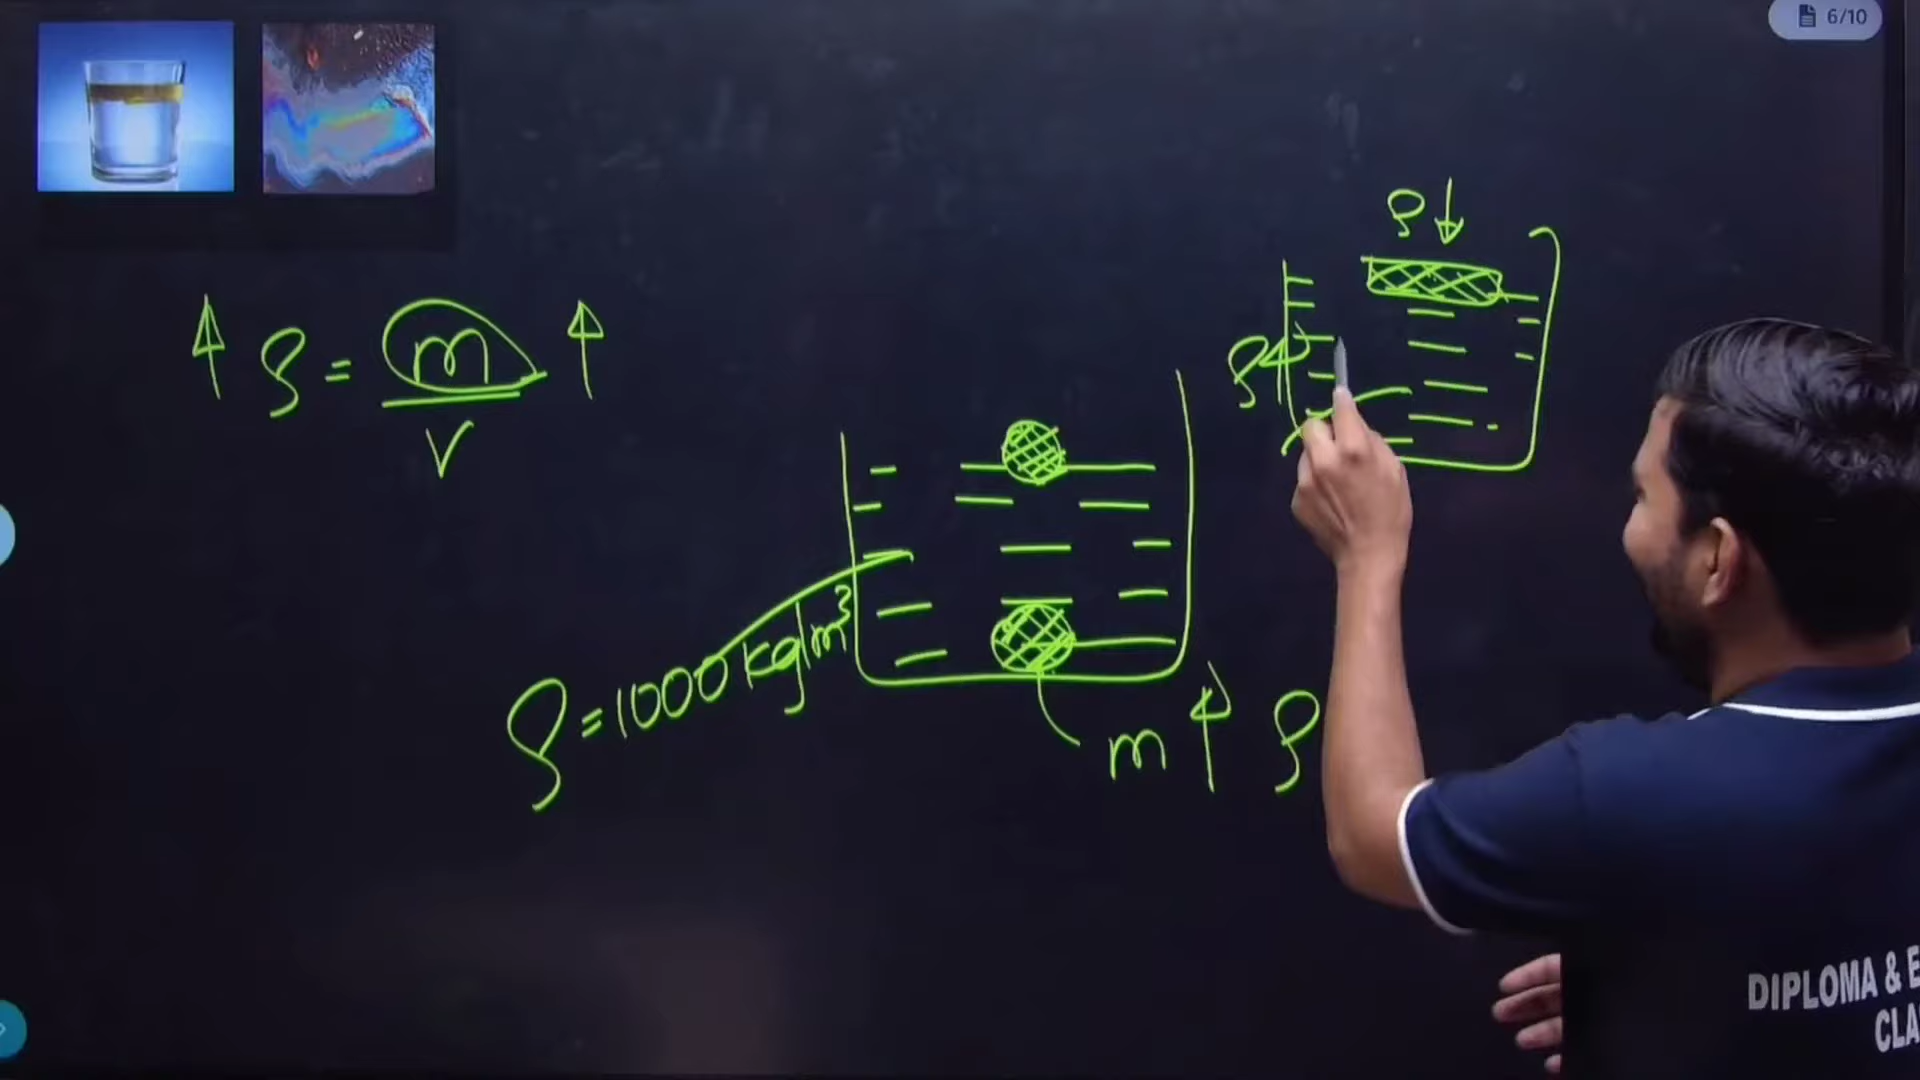 6/10
ρ↓
↑ρ = m/V ↑
ρ↑
ρ = 1000 kg/m³
m↑ ρ
DIPLOMA & E
CLA